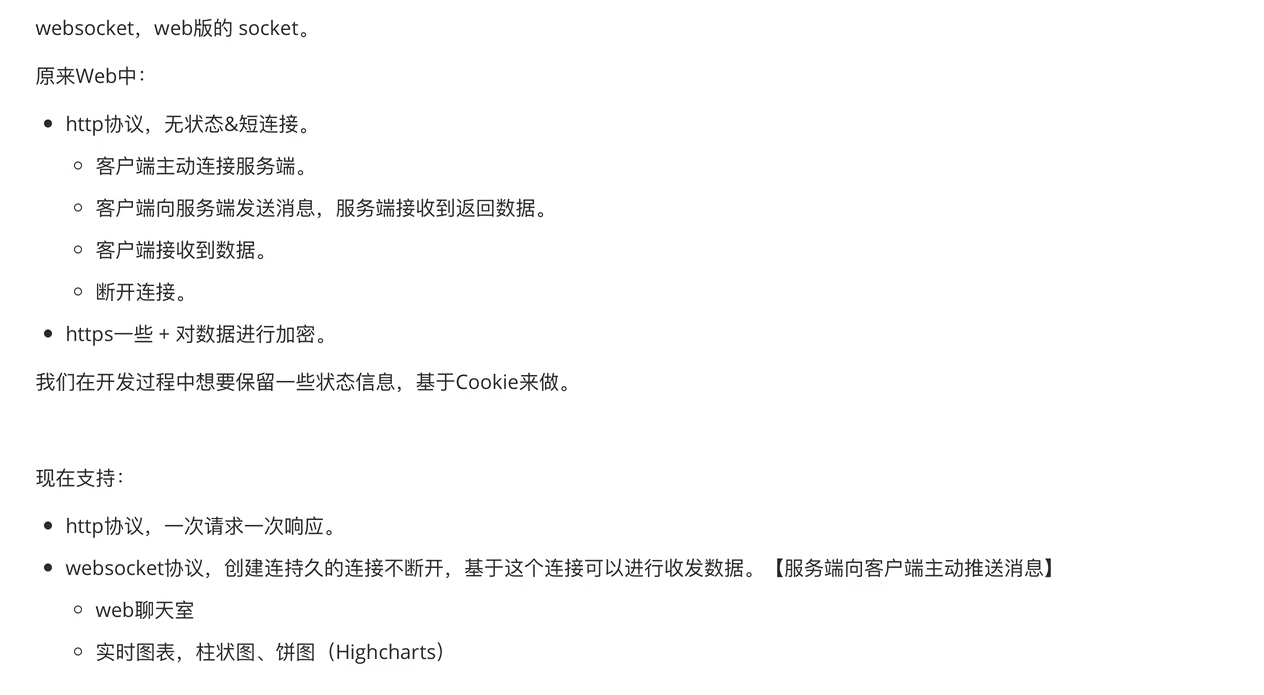 websocket，web版的 socket。
原来Web中：
http协议，无状态&短连接。
客户端主动连接服务端。
客户端向服务端发送消息，服务端接收到返回数据。
客户端接收到数据。
断开连接。
https一些 + 对数据进行加密。
我们在开发过程中想要保留一些状态信息，基于Cookie来做。
现在支持：
http协议，一次请求一次响应。
websocket协议，创建连持久的连接不断开，基于这个连接可以进行收发数据。【服务端向客户端主动推送消息】
web聊天室
实时图表，柱状图、饼图（Highcharts）